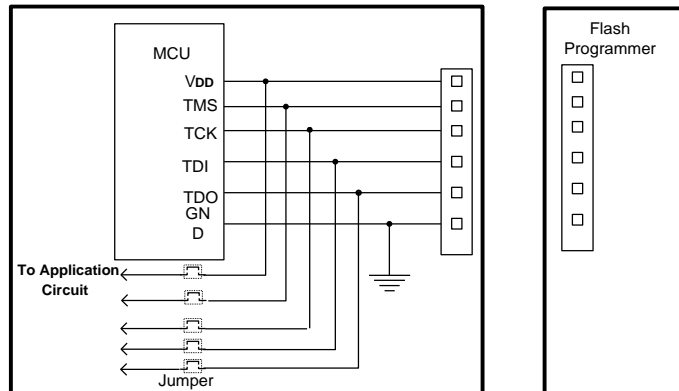 MCU
VDD
TMS
TCK
TDI
TDO
GN
D
To Application
Circuit
Jumper
Flash
Programmer